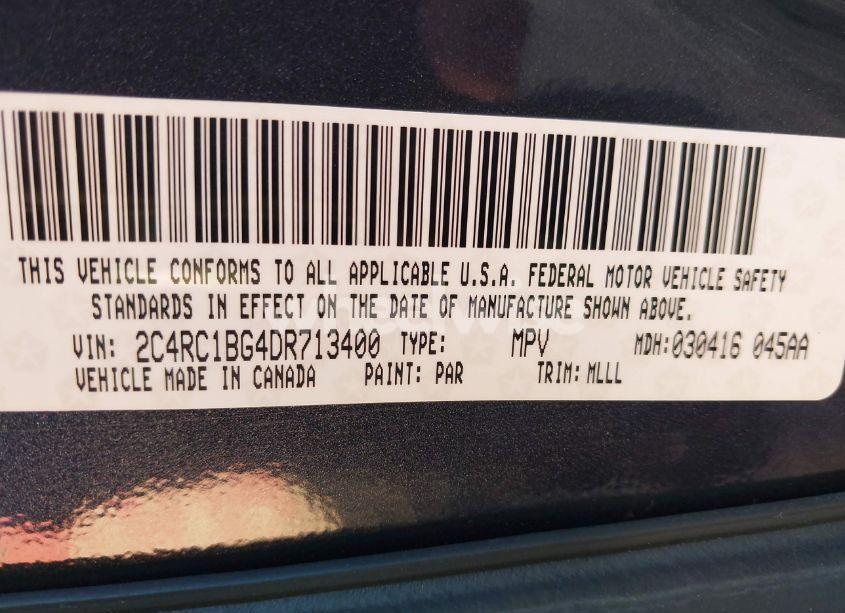 THIS VEHICLE CONFORMS TO ALL APPLICABLE U.S.A. FEDERAL MOTOR VEHICLE SAFETY
STANDARDS IN EFFECT ON THE DATE OF MANUFACTURE SHOWN ABOVE.
VIN: 2C4RC1BG4DR713400 TYPE: MPV MDH:030416 045AA
VEHICLE MADE IN CANADA PAINT: PAR TRIM: MLLL